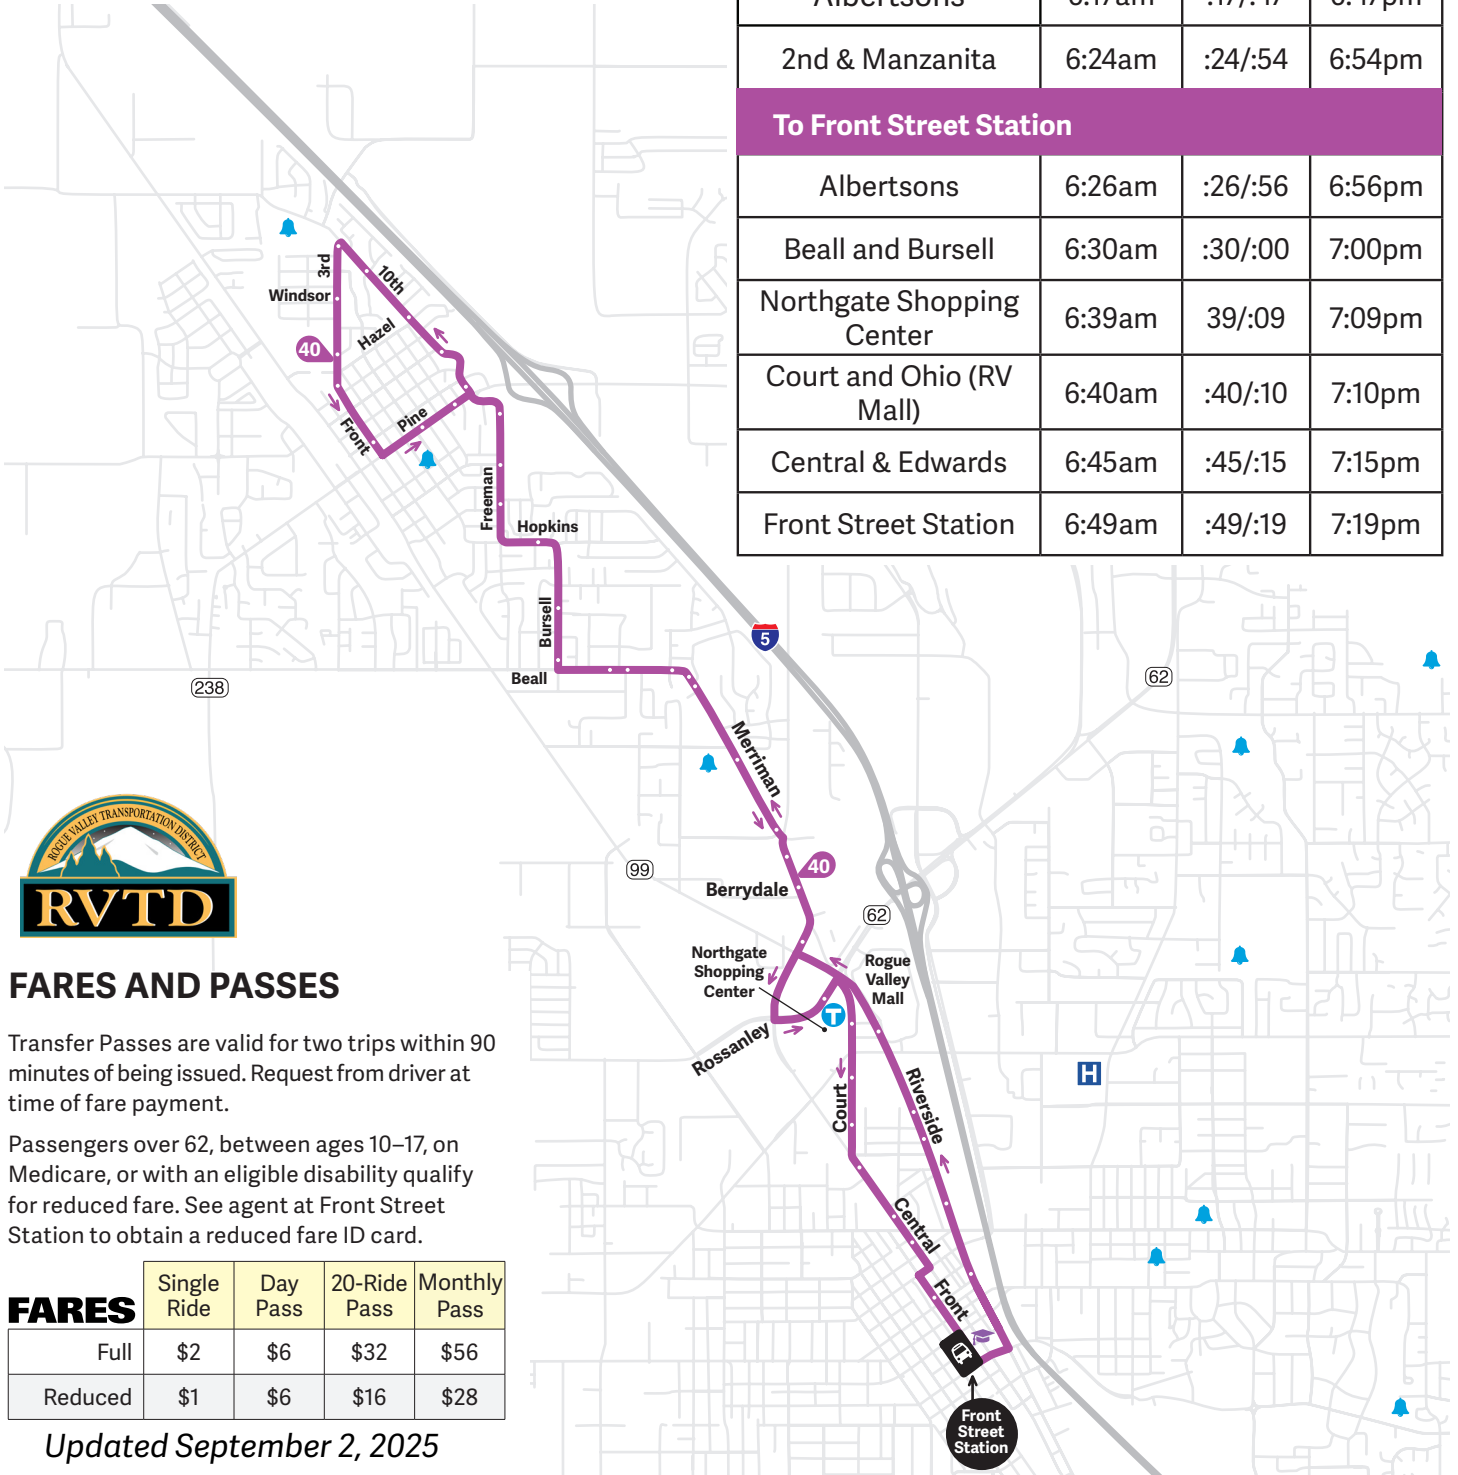 Albertsons 6:17am :17/:47 6:47pm
2nd & Manzanita 6:24am :24/:54 6:54pm
To Front Street Station
Albertsons 6:26am :26/:56 6:56pm
Beall and Bursell 6:30am :30/:00 7:00pm
Northgate Shopping
Center 6:39am 39/:09 7:09pm
Court and Ohio (RV
Mall) 6:40am :40/:10 7:10pm
Central & Edwards 6:45am :45/:15 7:15pm
Front Street Station 6:49am :49/:19 7:19pm
3rd
10th
Windsor
Hazel
40
Pine
Front
Freeman
Hopkins
Bursell
5
Beall
238
62
Merriman
99
40
Berrydale
62
Northgate
Shopping
Center
Rogue
Valley
Mall
T
Rossanley
H
Riverside
Court
Central
Front
Front
Street
Station
ROGUE VALLEY TRANSPORTATION DISTRICT
RVTD
FARES AND PASSES
Transfer Passes are valid for two trips within 90
minutes of being issued. Request from driver at
time of fare payment.
Passengers over 62, between ages 10–17, on
Medicare, or with an eligible disability qualify
for reduced fare. See agent at Front Street
Station to obtain a reduced fare ID card.
FARES
Single
Ride
Day
Pass
20-Ride
Pass
Monthly
Pass
Full $2 $6 $32 $56
Reduced $1 $6 $16 $28
Updated September 2, 2025